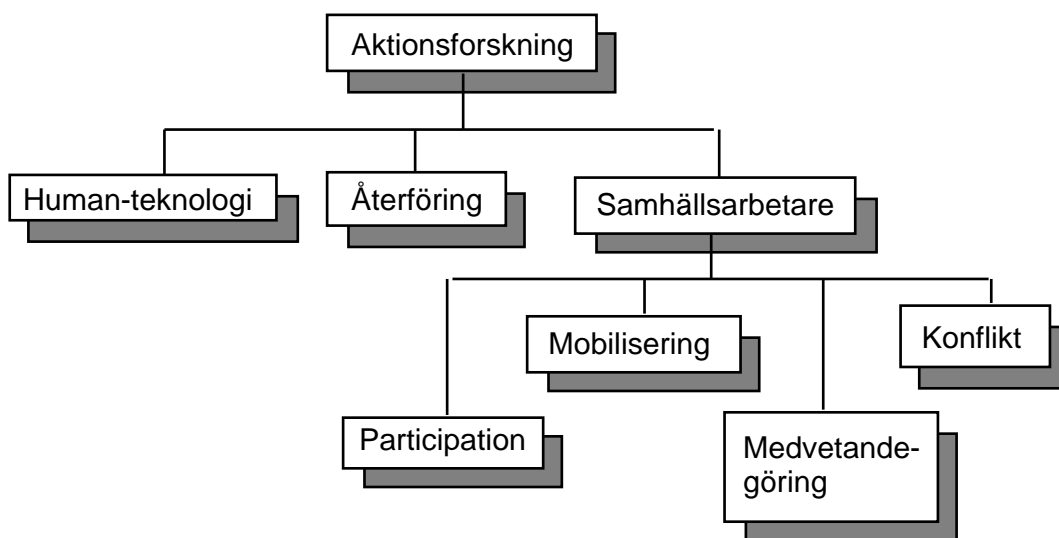 Aktionsforskning
Human-teknologi
Återföring
Samhällsarbetare
Mobilisering
Konflikt
Participation
Medvetande-
göring